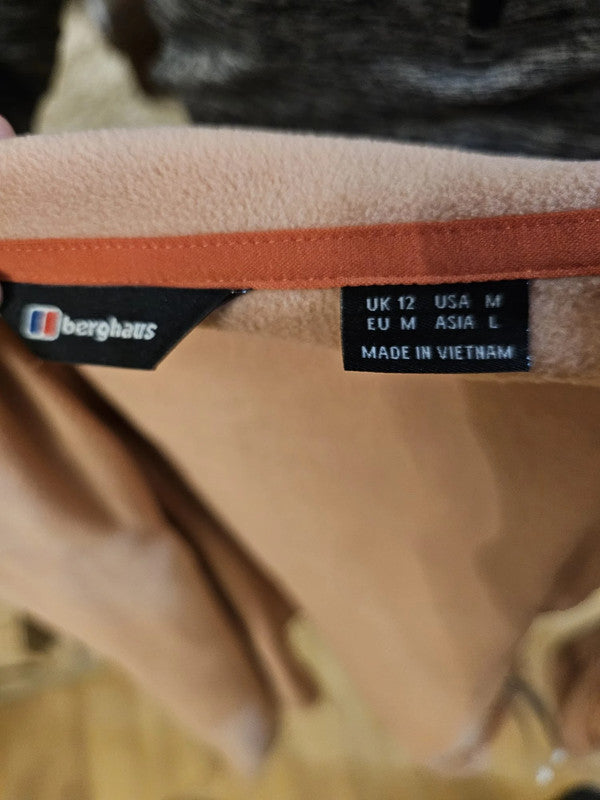 berghaus
UK 12 USA M
EU M ASIA L
MADE IN VIETNAM